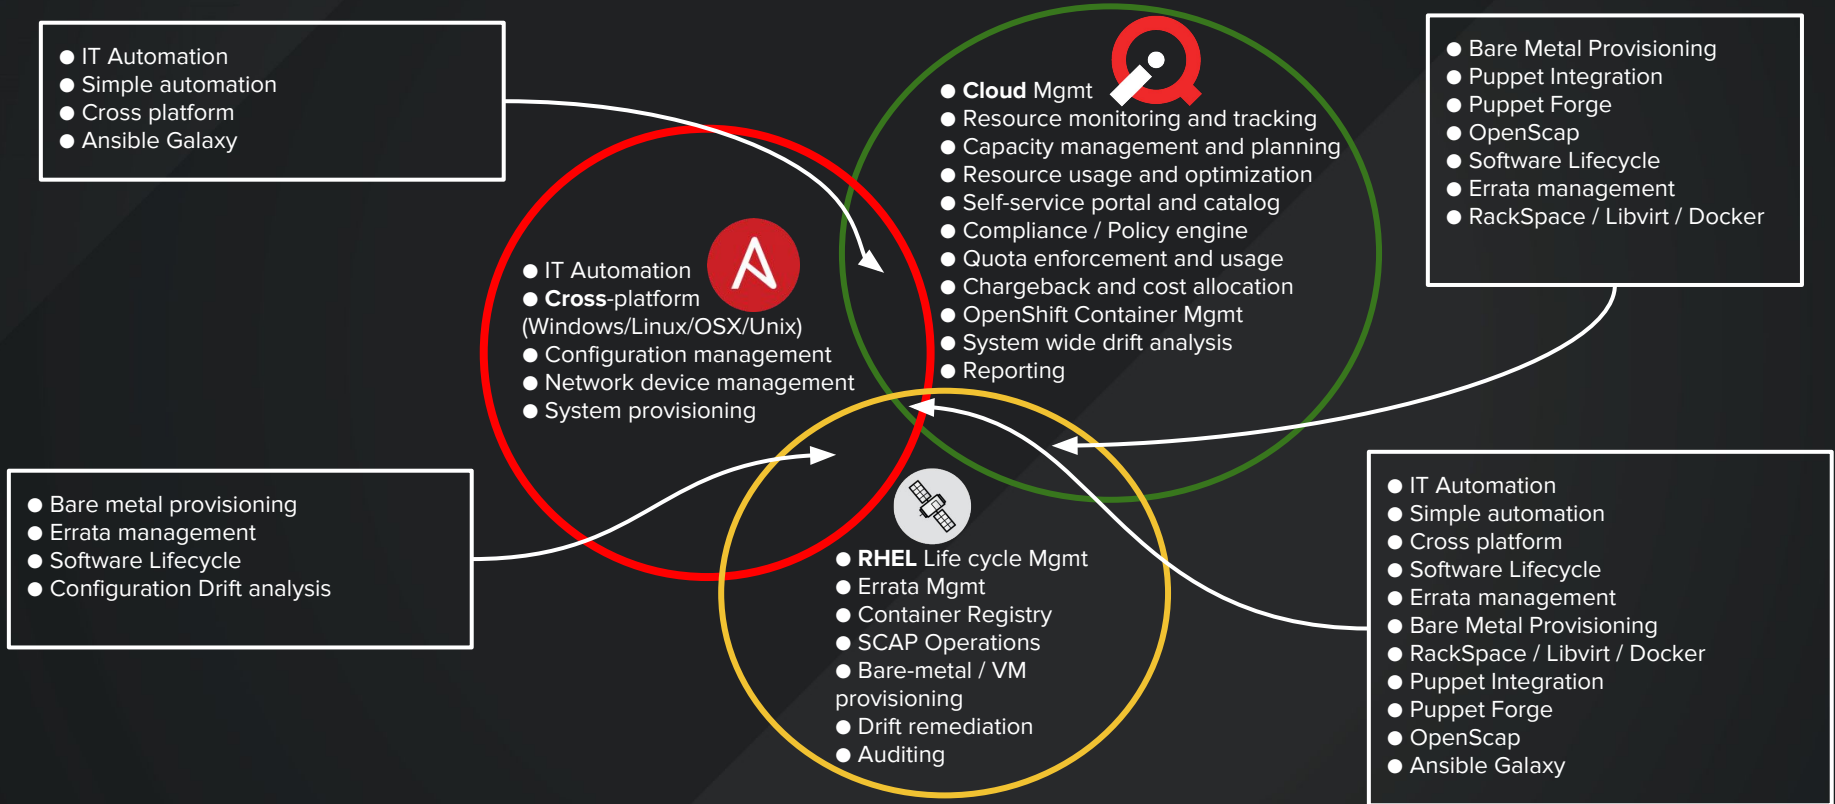 ● IT Automation
● Simple automation
● Cross platform
● Ansible Galaxy
● Cloud Mgmt
● Resource monitoring and tracking
● Capacity management and planning
● Resource usage and optimization
● Self-service portal and catalog
● Compliance / Policy engine
● Quota enforcement and usage
● Chargeback and cost allocation
● OpenShift Container Mgmt
● System wide drift analysis
● Reporting
● Bare Metal Provisioning
● Puppet Integration
● Puppet Forge
● OpenScap
● Software Lifecycle
● Errata management
● RackSpace / Libvirt / Docker
● IT Automation
● Cross-platform
(Windows/Linux/OSX/Unix)
● Configuration management
● Network device management
● System provisioning
● Bare metal provisioning
● Errata management
● Software Lifecycle
● Configuration Drift analysis
● RHEL Life cycle Mgmt
● Errata Mgmt
● Container Registry
● SCAP Operations
● Bare-metal / VM
provisioning
● Drift remediation
● Auditing
● IT Automation
● Simple automation
● Cross platform
● Software Lifecycle
● Errata management
● Bare Metal Provisioning
● RackSpace / Libvirt / Docker
● Puppet Integration
● Puppet Forge
● OpenScap
● Ansible Galaxy